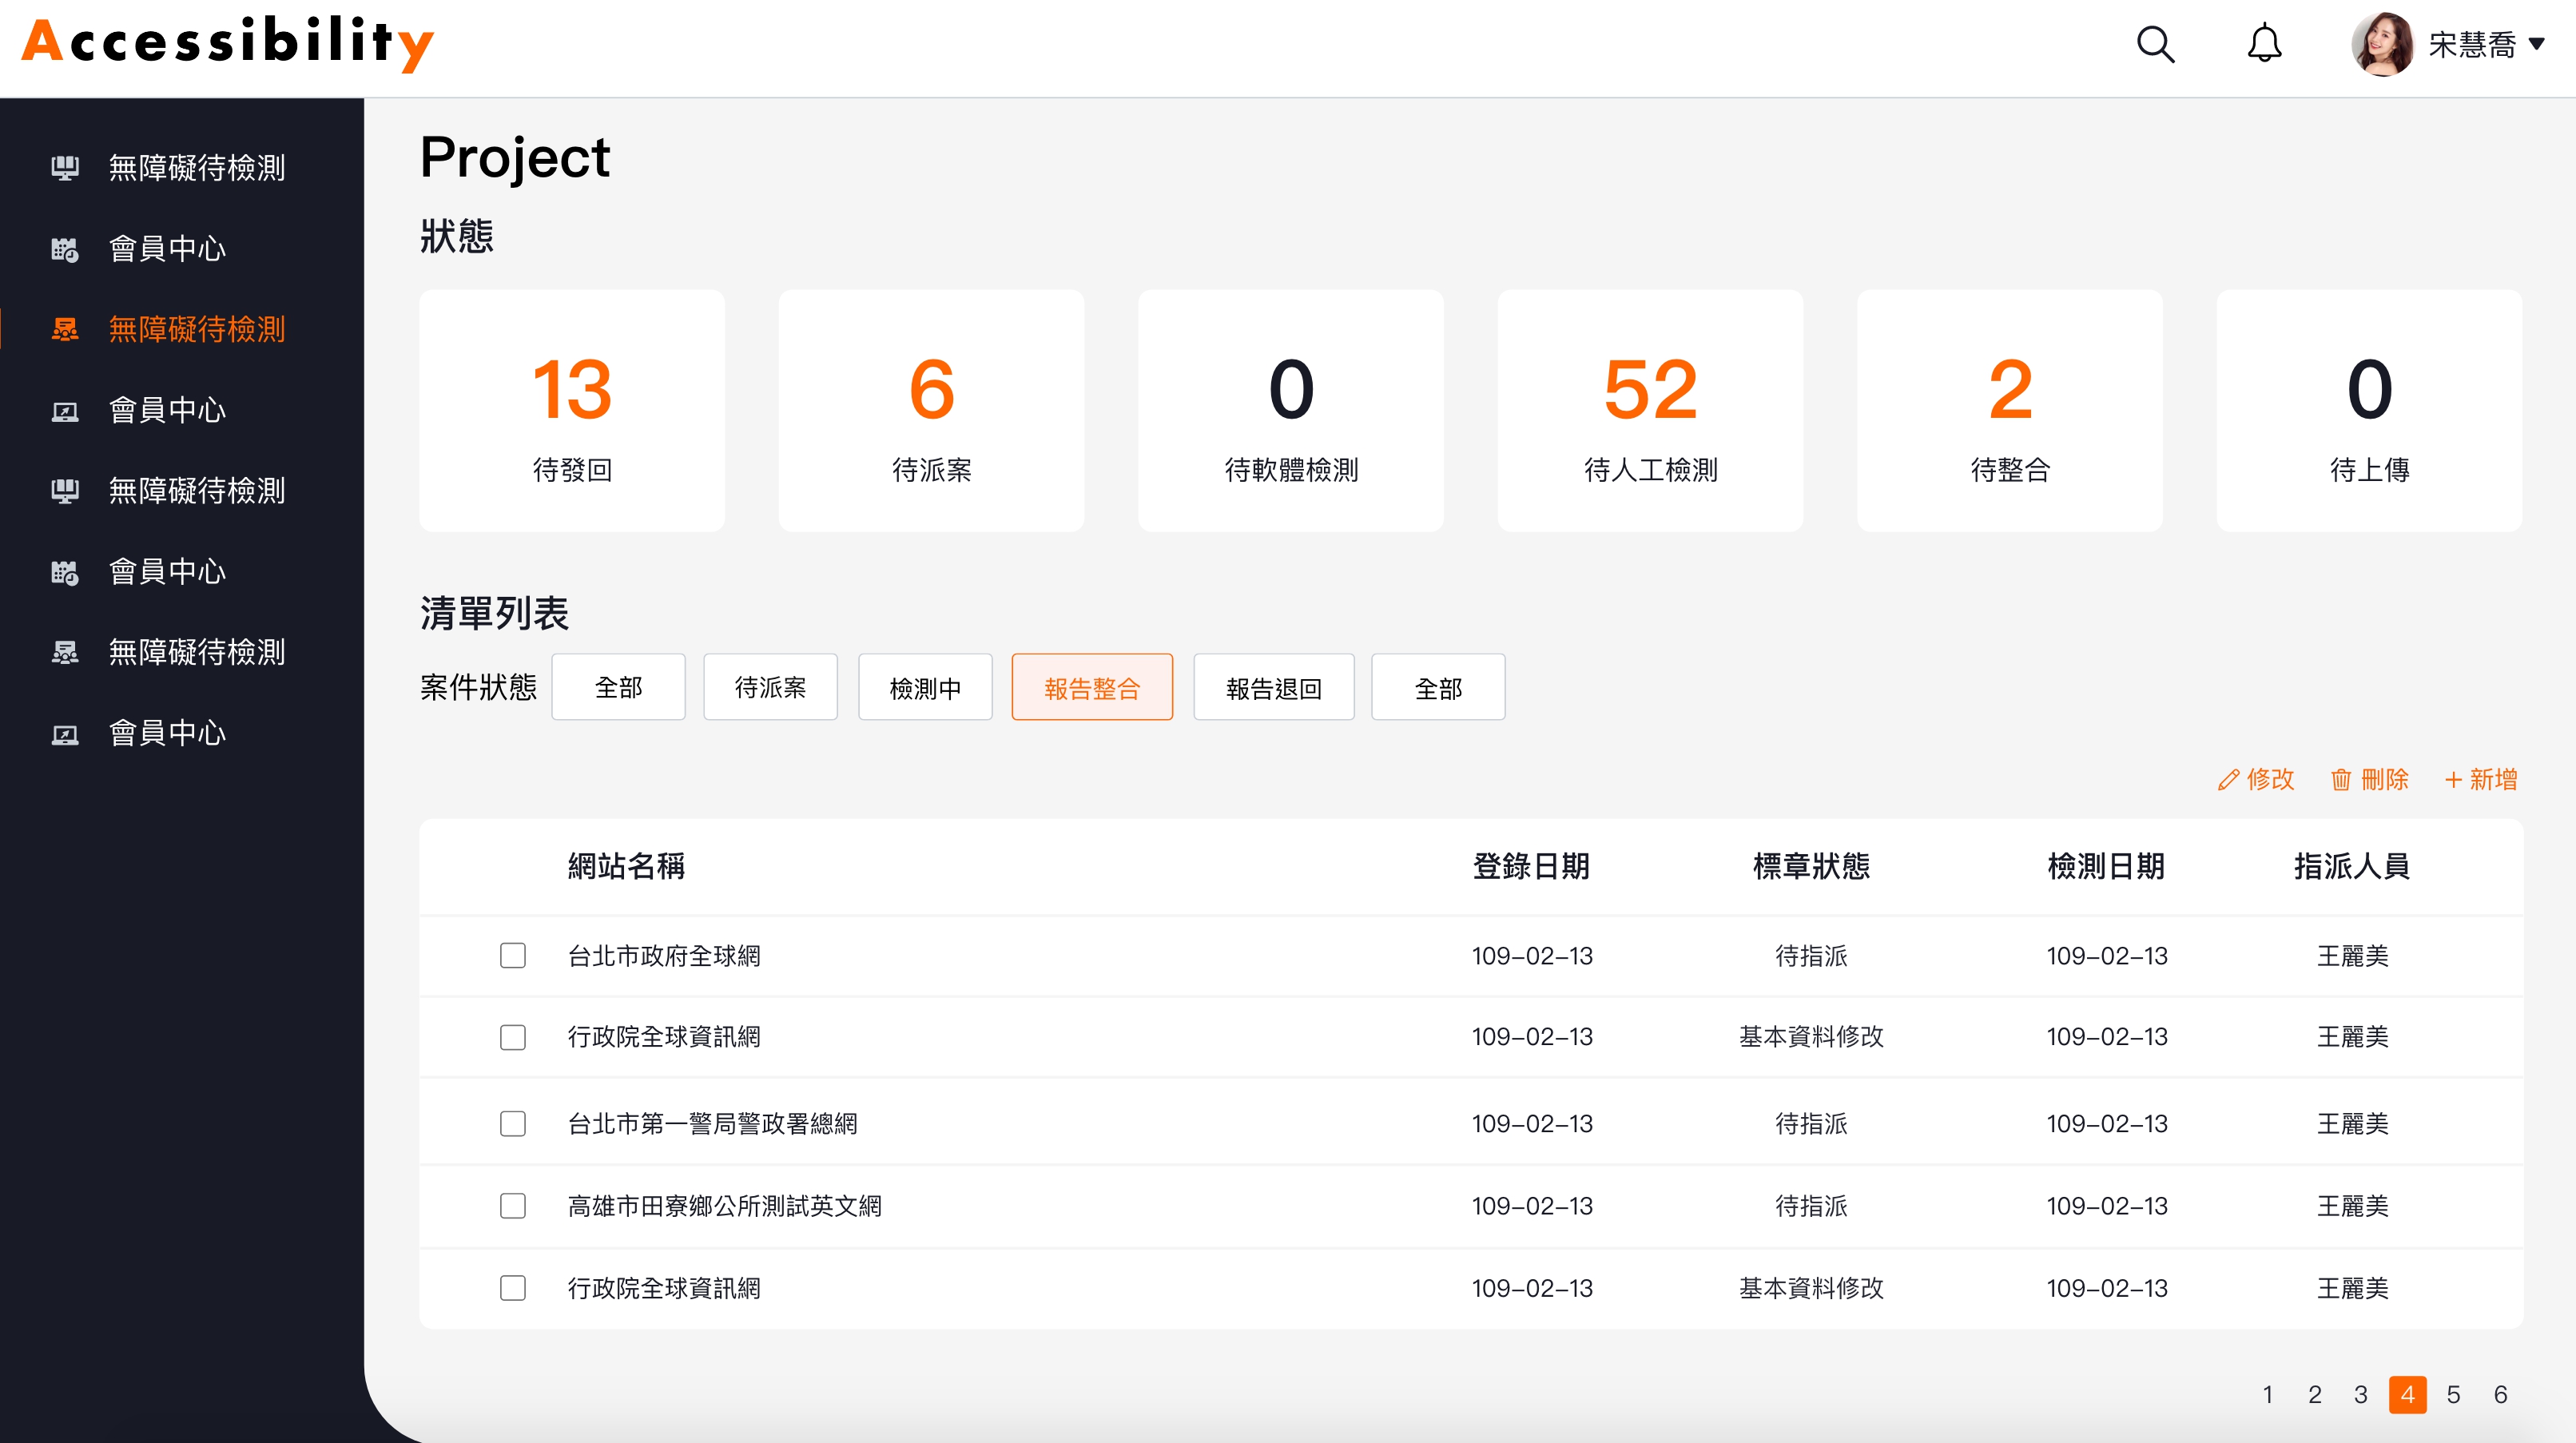 Accessibility
宋慧喬
無障礙待檢測
會員中心
無障礙待檢測
會員中心
無障礙待檢測
會員中心
無障礙待檢測
會員中心
Project
狀態
13 6 0 52 2 0
待發回 待派案 待軟體檢測 待人工檢測 待整合 待上傳
清單列表
案件狀態 全部 待派案 檢測中 報告整合 報告退回 全部
修改 刪除 +新增
網站名稱 登錄日期 標章狀態 檢測日期 指派人員
台北市政府全球網 109-02-13 待指派 109-02-13 王麗美
行政院全球資訊網 109-02-13 基本資料修改 109-02-13 王麗美
台北市第一警局警政署總網 109-02-13 待指派 109-02-13 王麗美
高雄市田寮鄉公所測試英文網 109-02-13 待指派 109-02-13 王麗美
行政院全球資訊網 109-02-13 基本資料修改 109-02-13 王麗美
1 2 3 4 5 6